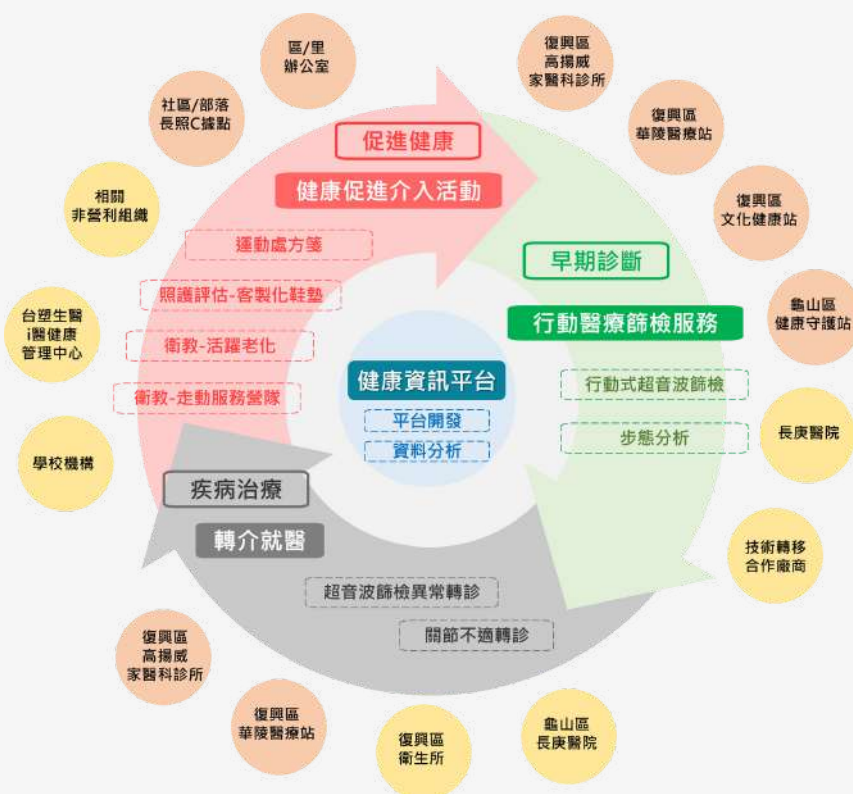 區/里
辦公室
復興區
高揚威
家醫科診所
社區/部落
長照C據點
促進健康
復興區
華陵醫療站
健康促進介入活動
相關
非營利組織
復興區
文化健康站
運動處方箋
早期診斷
照護評估-客製化鞋墊
龜山區
健康守護站
台塑生醫
i醫健康
管理中心
行動醫療篩檢服務
衛教-活躍老化
健康資訊平台
行動式超音波篩檢
衛教-走動服務營隊
平台開發
長庚醫院
步態分析
資料分析
學校機構
疾病治療
轉介就醫
技術轉移
合作廠商
超音波篩檢異常轉診
關節不適轉診
復興區
高揚威
家醫科診所
復興區
華陵醫療站
復興區
衛生所
龜山區
長庚醫院